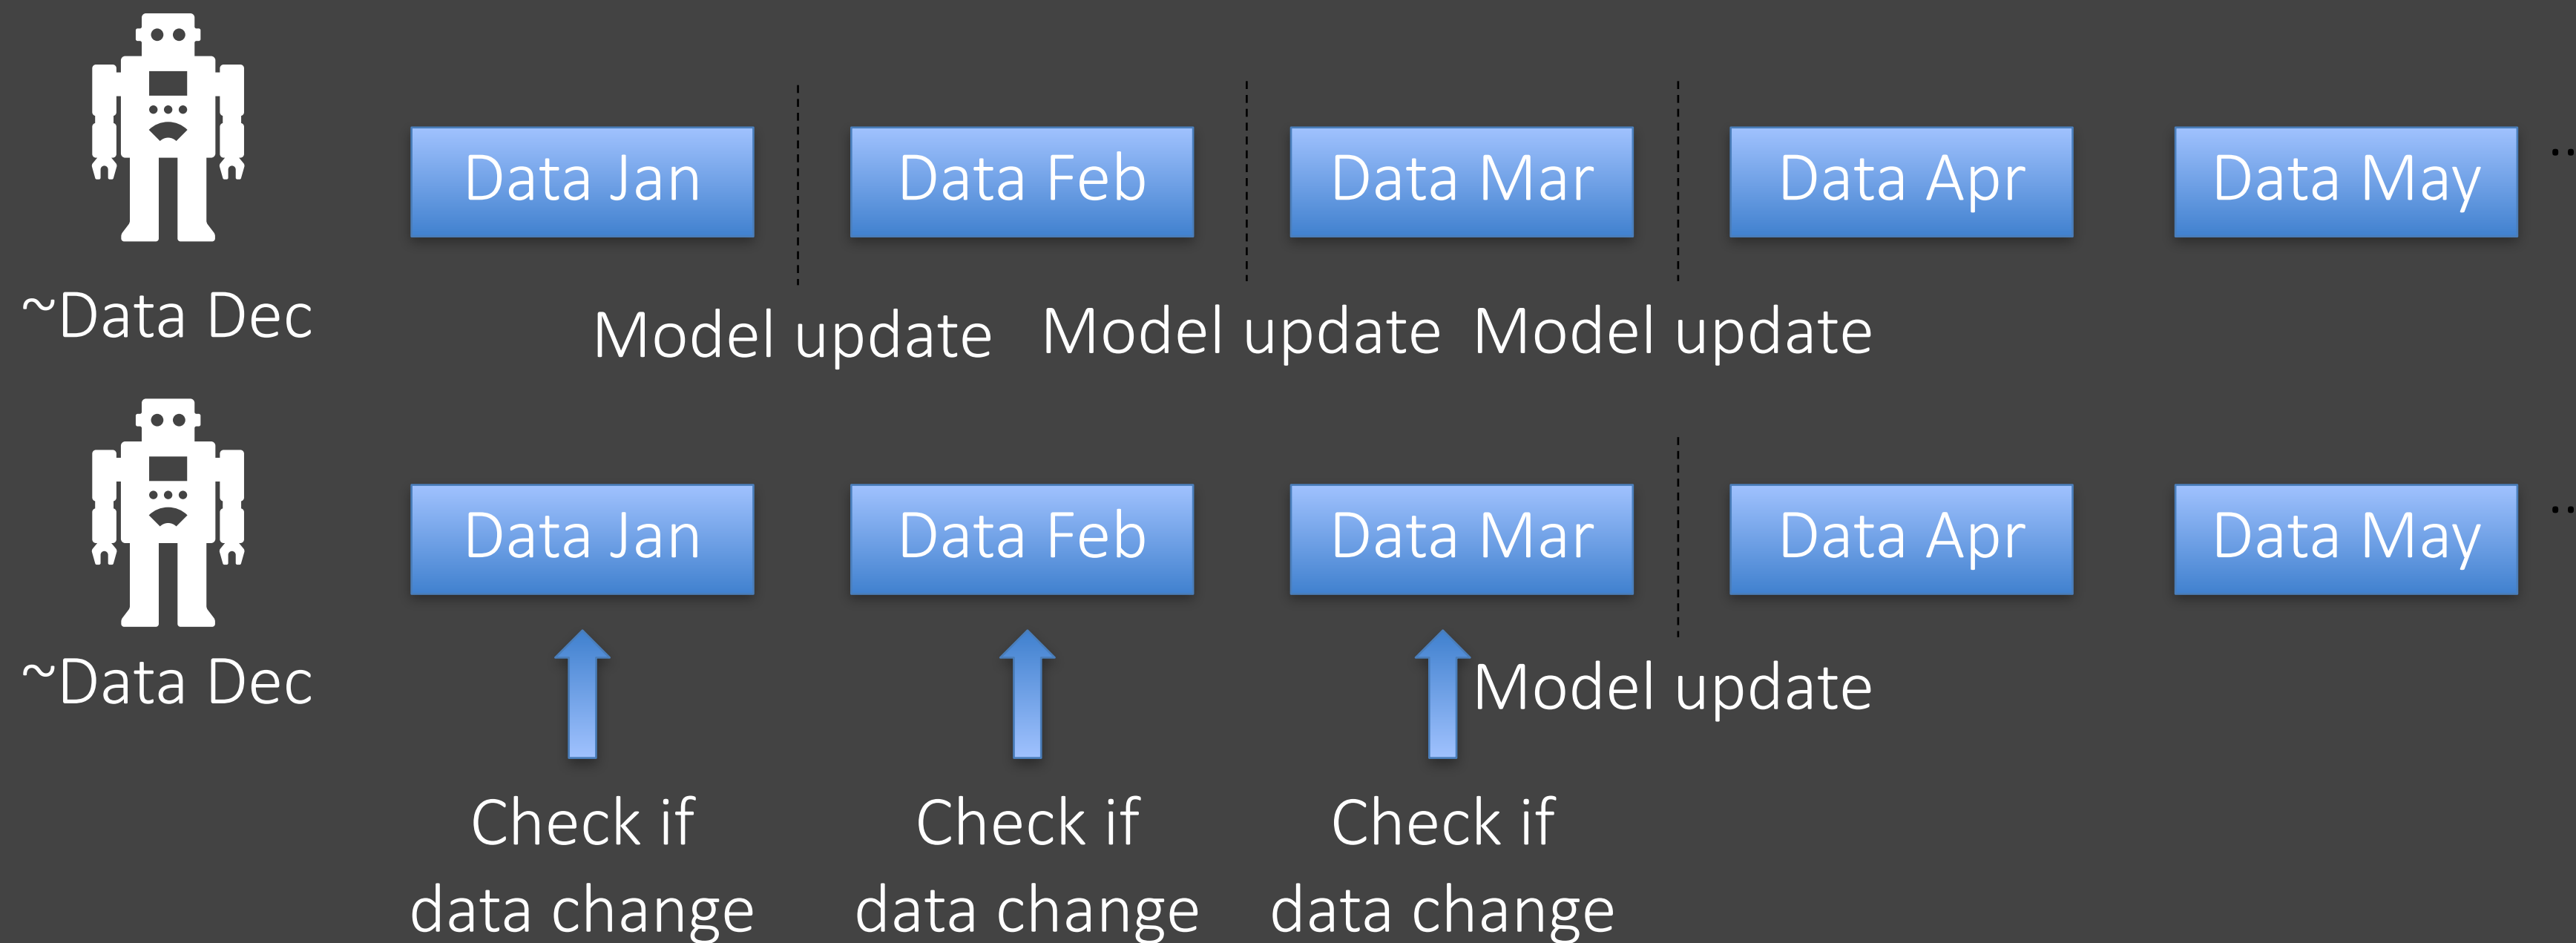 Data Jan
Data Feb
Data Mar
Data Apr
Data May
..
~Data Dec
Model update
Model update
Model update
Data Jan
Data Feb
Data Mar
Data Apr
Data May
..
~Data Dec
Model update
Check if
data change
Check if
data change
Check if
data change